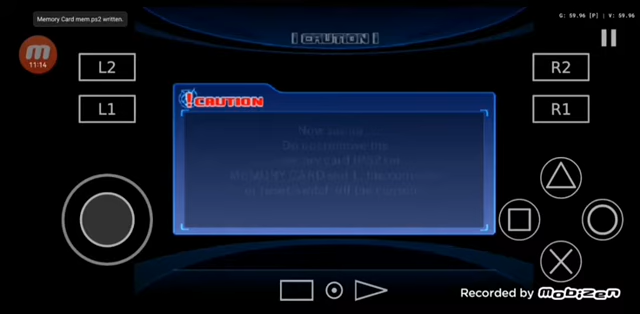 Memory Card mem.ps2 written.
G: 59.96 [P] | V: 59.96
11:14
! CAUTION !
L2
R2
L1
R1
!CAUTION
Now saving
Do not remove the
memory card (PS2) in
MEMORY CARD slot 1, the controller,
or reset/switch off the console.
Recorded by MOBIZEN